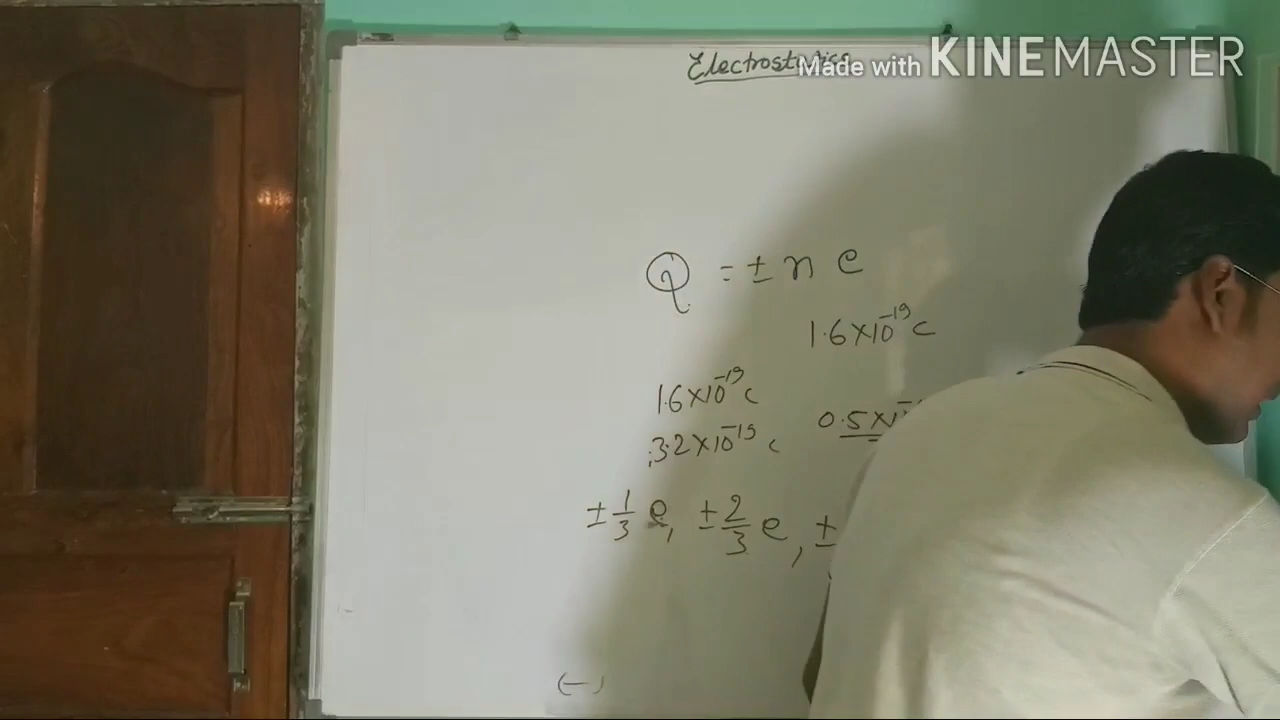 Electrostatics
Made with KINEMASTER
Q = ± n e
1.6×10⁻¹⁹ C
1.6×10⁻¹⁹ C
3.2×10⁻¹⁹ C
0.5×1
± 1/3 e, ± 2/3 e, ±
(−)